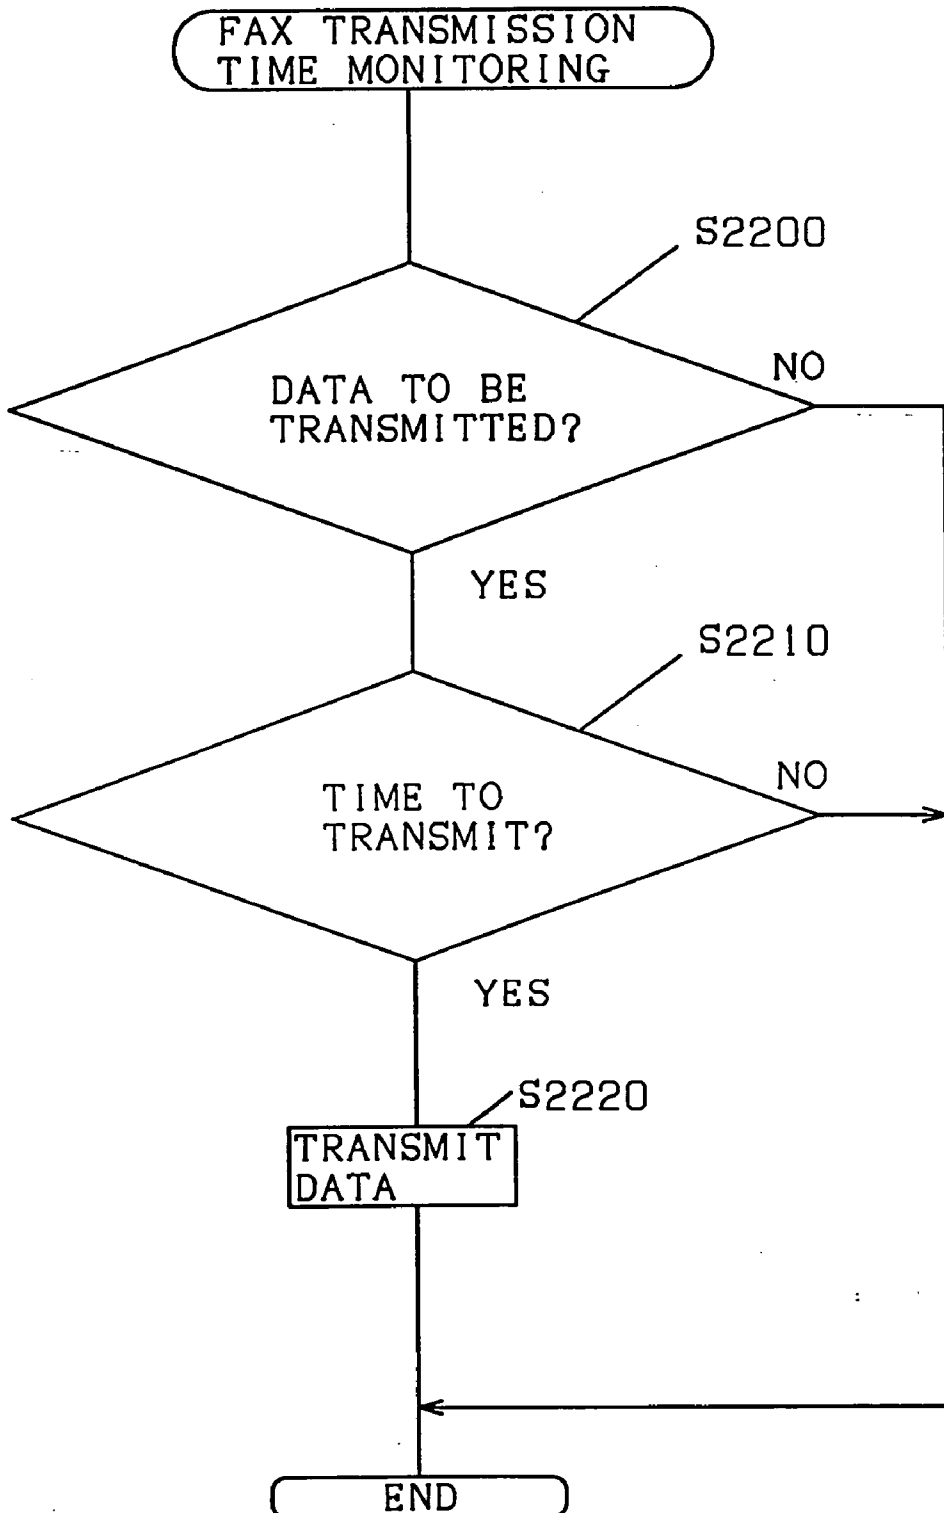 FAX TRANSMISSION
TIME MONITORING
S2200
DATA TO BE
TRANSMITTED?
NO
YES
S2210
TIME TO
TRANSMIT?
NO
YES
S2220
TRANSMIT
DATA
END